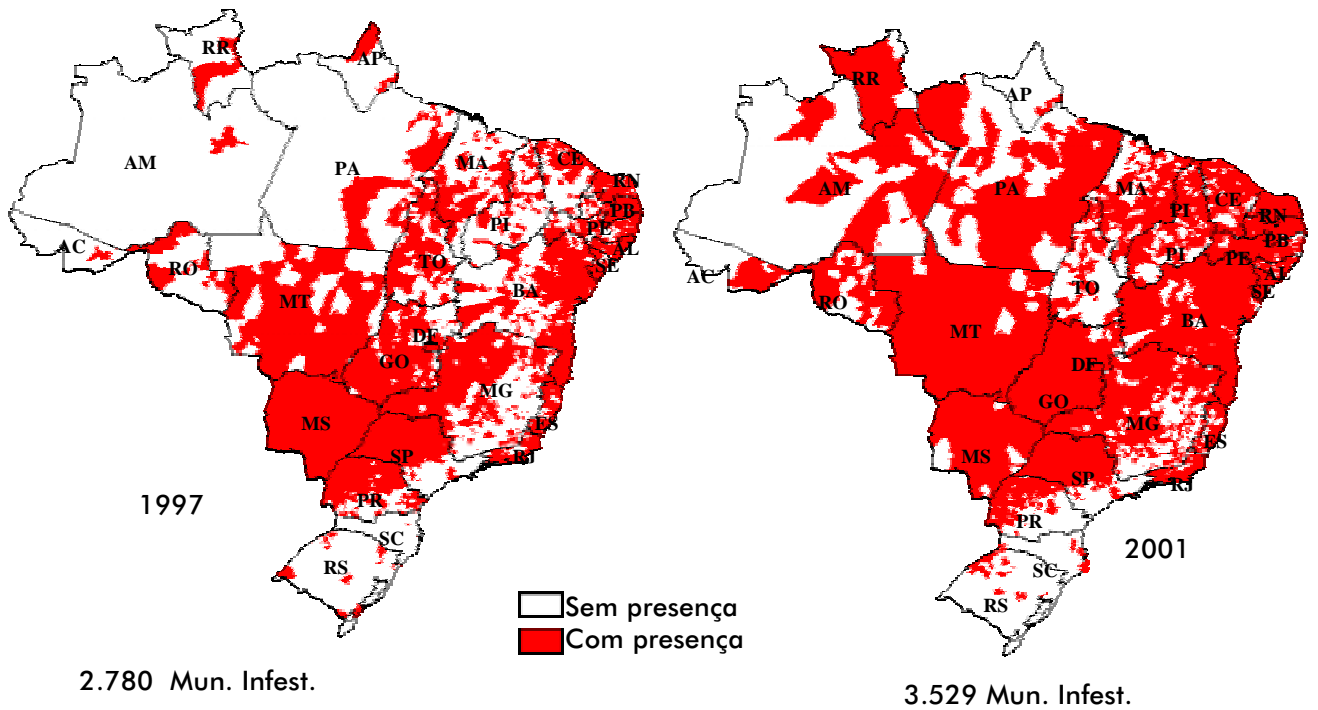 RR
AP
AM
PA
MA
CE
RN
PB
PE
AL
SE
PI
AC
RO
TO
BA
MT
DF
GO
MG
MS
ES
SP
RJ
PR
SC
RS
1997
2.780 Mun. Infest.
Sem presença
Com presença
RR
AP
AM
PA
MA
PI
CE
RN
PB
PE
PI
AL
SE
AC
RO
TO
BA
MT
DF
GO
MG
ES
MS
SP
RJ
PR
SC
RS
2001
3.529 Mun. Infest.